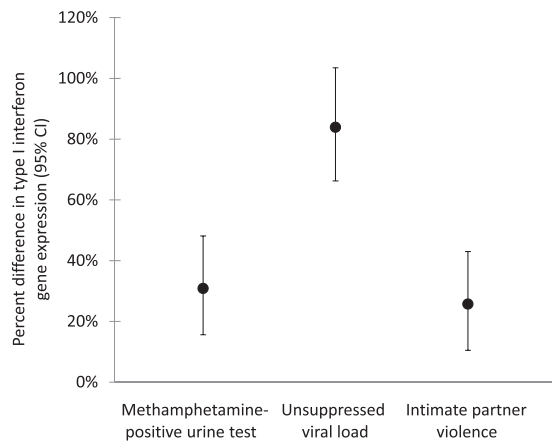 Percent difference in type I interferon
gene expression (95% CI)
120%
100%
80%
60%
40%
20%
0%
Methamphetamine-
positive urine test
Unsuppressed
viral load
Intimate partner
violence